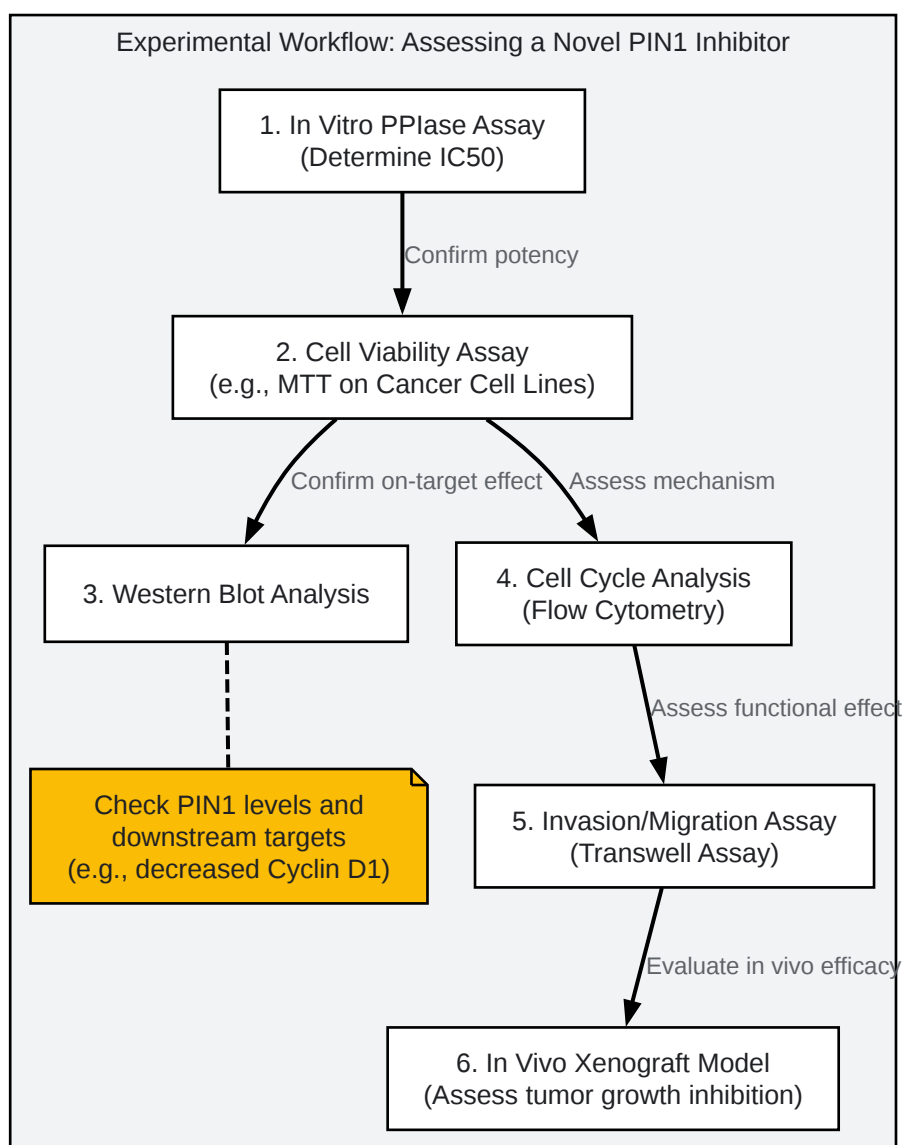 Experimental Workflow: Assessing a Novel PIN1 Inhibitor
1. In Vitro PPIase Assay
(Determine IC50)
Confirm potency
2. Cell Viability Assay
(e.g., MTT on Cancer Cell Lines)
Confirm on-target effect
Assess mechanism
3. Western Blot Analysis
4. Cell Cycle Analysis
(Flow Cytometry)
Assess functional effect
Check PIN1 levels and
downstream targets
(e.g., decreased Cyclin D1)
5. Invasion/Migration Assay
(Transwell Assay)
Evaluate in vivo efficacy
6. In Vivo Xenograft Model
(Assess tumor growth inhibition)